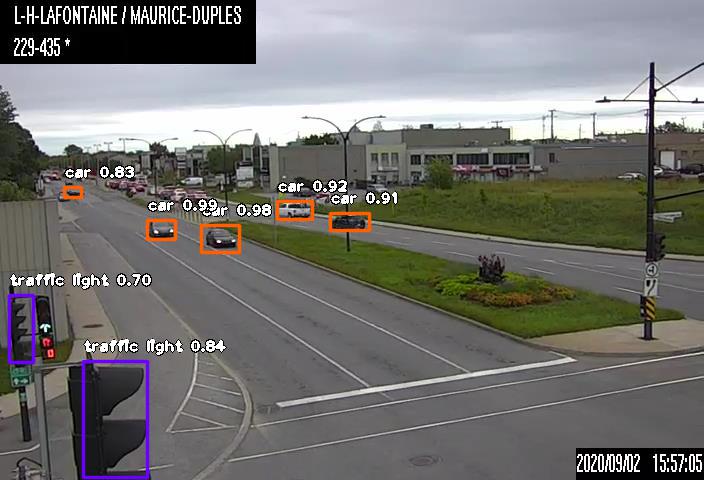 L-H-LAFONTAINE / MAURICE-DUPLES
229-435 *
car 0.83
car 0.92
car 0.91
car 0.99
car 0.98
traffic light 0.70
traffic light 0.84
4
2020/09/02 15:57:05